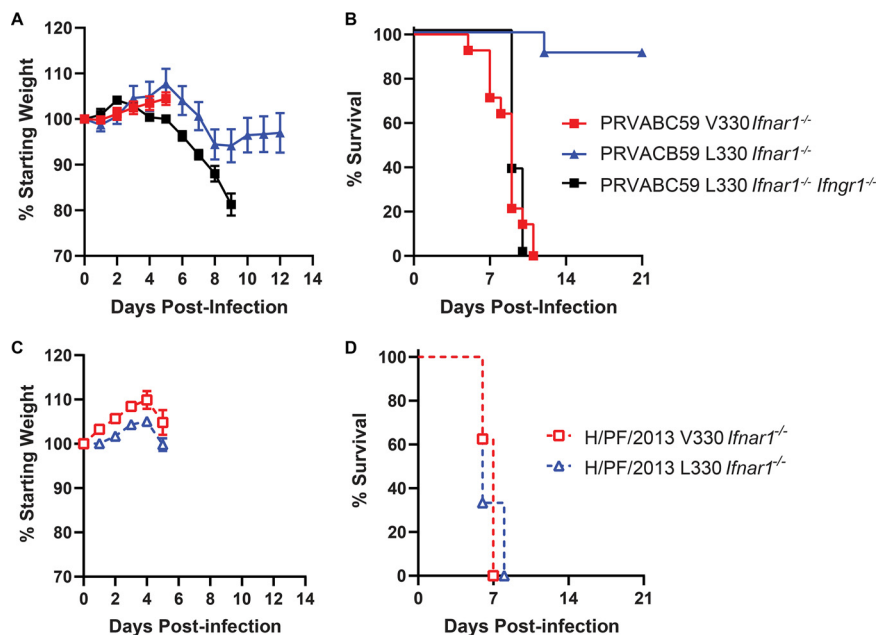 A
120
110
100
90
80
70
% Starting Weight
0 2 4 6 8 10 12 14
Days Post-Infection
B
100
80
60
40
20
0
% Survival
0 7 14 21
Days Post-Infection
PRVABC59 V330 Ifnar1-/-
PRVACB59 L330 Ifnar1-/-
PRVABC59 L330 Ifnar1-/- Ifngr1-/-
C
120
110
100
90
80
70
% Starting Weight
0 2 4 6 8 10 12 14
Days Post-infection
D
100
80
60
40
20
0
% Survival
0 7 14 21
Days Post-infection
H/PF/2013 V330 Ifnar1-/-
H/PF/2013 L330 Ifnar1-/-